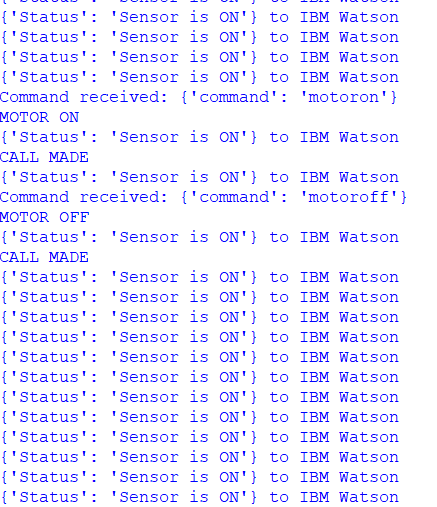 {'Status': 'Sensor is ON'} to IBM Watson
{'Status': 'Sensor is ON'} to IBM Watson
{'Status': 'Sensor is ON'} to IBM Watson
{'Status': 'Sensor is ON'} to IBM Watson
{'Status': 'Sensor is ON'} to IBM Watson
Command received: {'command': 'motoron'}
MOTOR ON
{'Status': 'Sensor is ON'} to IBM Watson
CALL MADE
{'Status': 'Sensor is ON'} to IBM Watson
Command received: {'command': 'motoroff'}
MOTOR OFF
{'Status': 'Sensor is ON'} to IBM Watson
CALL MADE
{'Status': 'Sensor is ON'} to IBM Watson
{'Status': 'Sensor is ON'} to IBM Watson
{'Status': 'Sensor is ON'} to IBM Watson
{'Status': 'Sensor is ON'} to IBM Watson
{'Status': 'Sensor is ON'} to IBM Watson
{'Status': 'Sensor is ON'} to IBM Watson
{'Status': 'Sensor is ON'} to IBM Watson
{'Status': 'Sensor is ON'} to IBM Watson
{'Status': 'Sensor is ON'} to IBM Watson
{'Status': 'Sensor is ON'} to IBM Watson
{'Status': 'Sensor is ON'} to IBM Watson
{'Status': 'Sensor is ON'} to IBM Watson